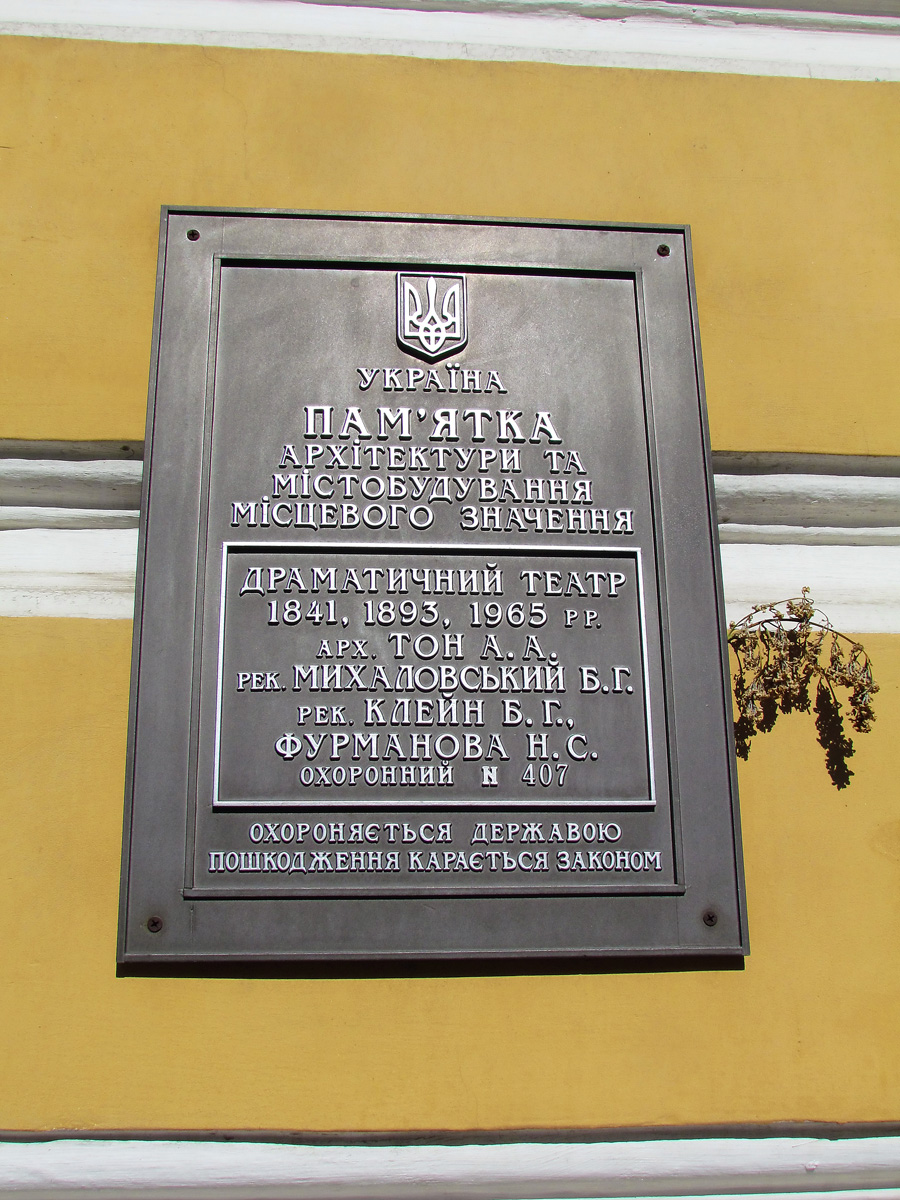 УКРАЇНА
ПАМ'ЯТКА
АРХІТЕКТУРИ ТА
МІСТОБУДУВАННЯ
МІСЦЕВОГО ЗНАЧЕННЯ
ДРАМАТИЧНИЙ ТЕАТР
1841, 1893, 1965 РР.
АРХ. ТОН А. А.
РЕК. МИХАЛОВСЬКИЙ Б.Г.
РЕК. КЛЕЙН Б. Г.,
ФУРМАНОВА Н. С.
ОХОРОННИЙ N 407
ОХОРОНЯЄТЬСЯ ДЕРЖАВОЮ
ПОШКОДЖЕННЯ КАРАЄТЬСЯ ЗАКОНОМ